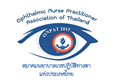 Ophthalmic Nurse Practitioner
Association of Thailand
ONPAT 2013
สมาคมพยาบาลเวชปฏิบัติทางตา
แห่งประเทศไทย